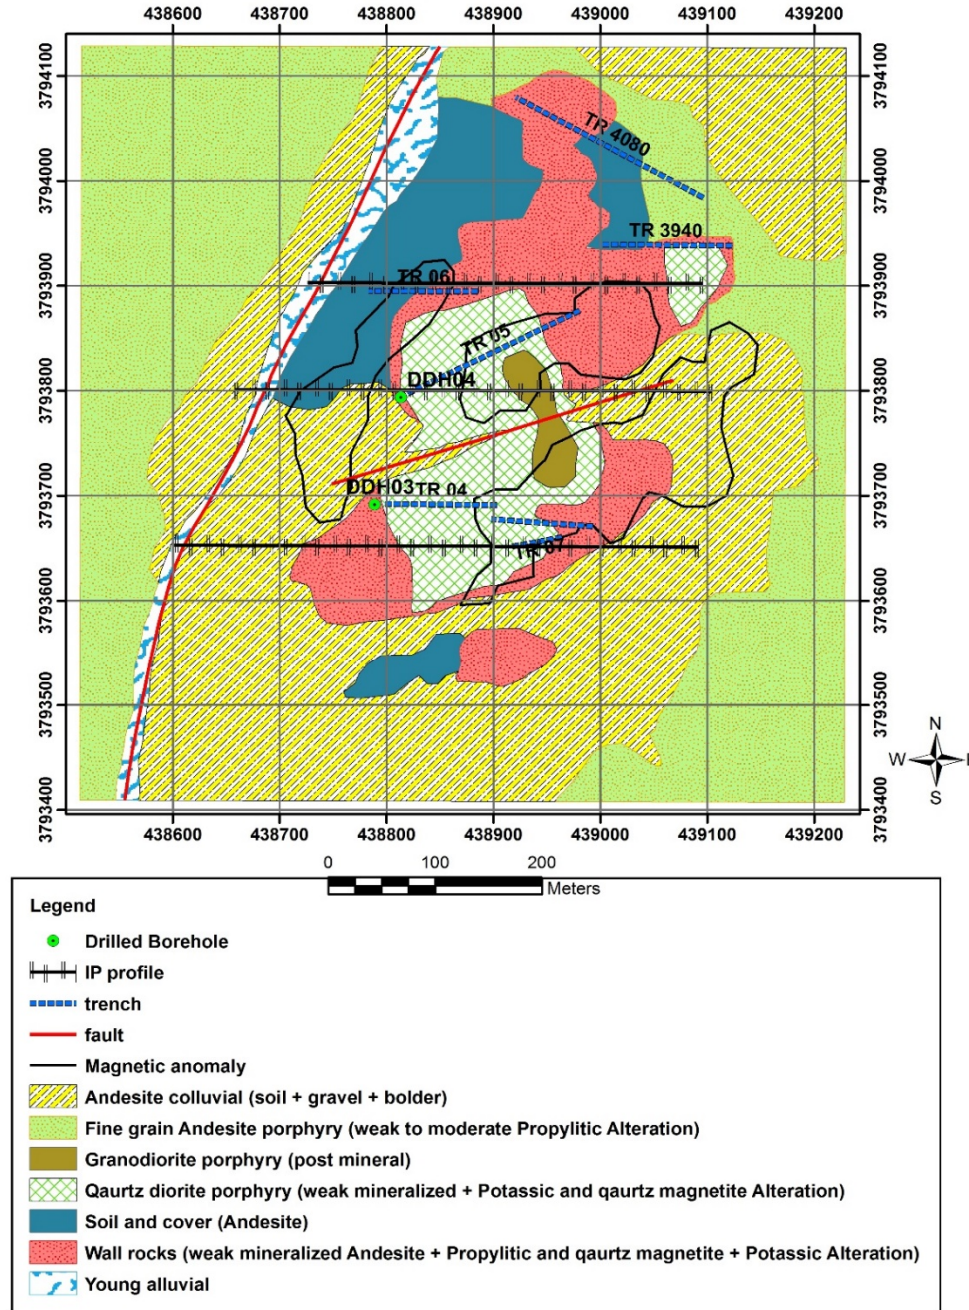 438600 438700 438800 438900 439000 439100 439200
3794100 3794100
TR 4080
3794000 3794000
TR 3940
3793900 3793900
TR 06
TR 05
3793800 3793800
DDH04
3793700 3793700
DDH03 TR 04
TR 07
3793600 3793600
3793500 3793500
3793400 3793400
N
W E
S
438600 438700 438800 438900 439000 439100 439200
0 100 200
Meters
Legend
Drilled Borehole
IP profile
trench
fault
Magnetic anomaly
Andesite colluvial (soil + gravel + bolder)
Fine grain Andesite porphyry (weak to moderate Propylitic Alteration)
Granodiorite porphyry (post mineral)
Qaurtz diorite porphyry (weak mineralized + Potassic and qaurtz magnetite Alteration)
Soil and cover (Andesite)
Wall rocks (weak mineralized Andesite + Propylitic and qaurtz magnetite + Potassic Alteration)
Young alluvial